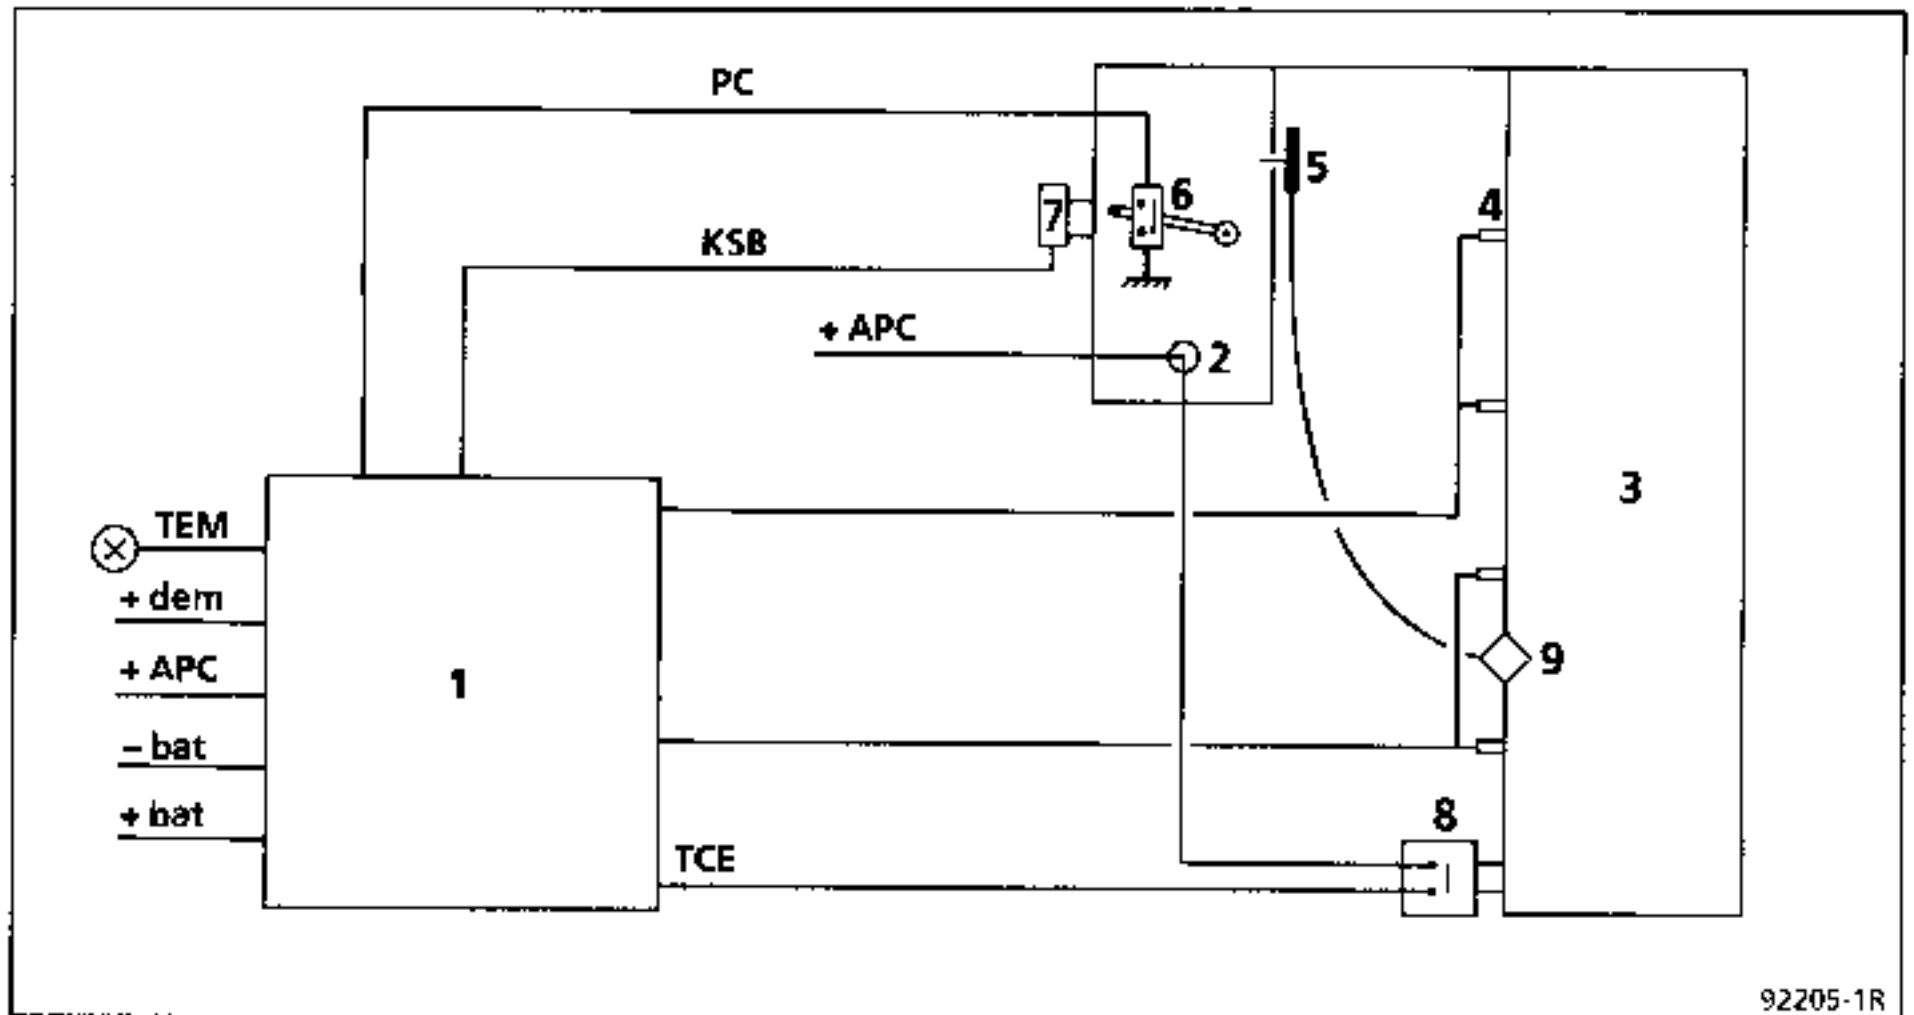 PC
5
4
6
7
KSB
+ APC
2
3
TEM
+ dem
+ APC
1
9
- bat
+ bat
8
TCE
92205-1R